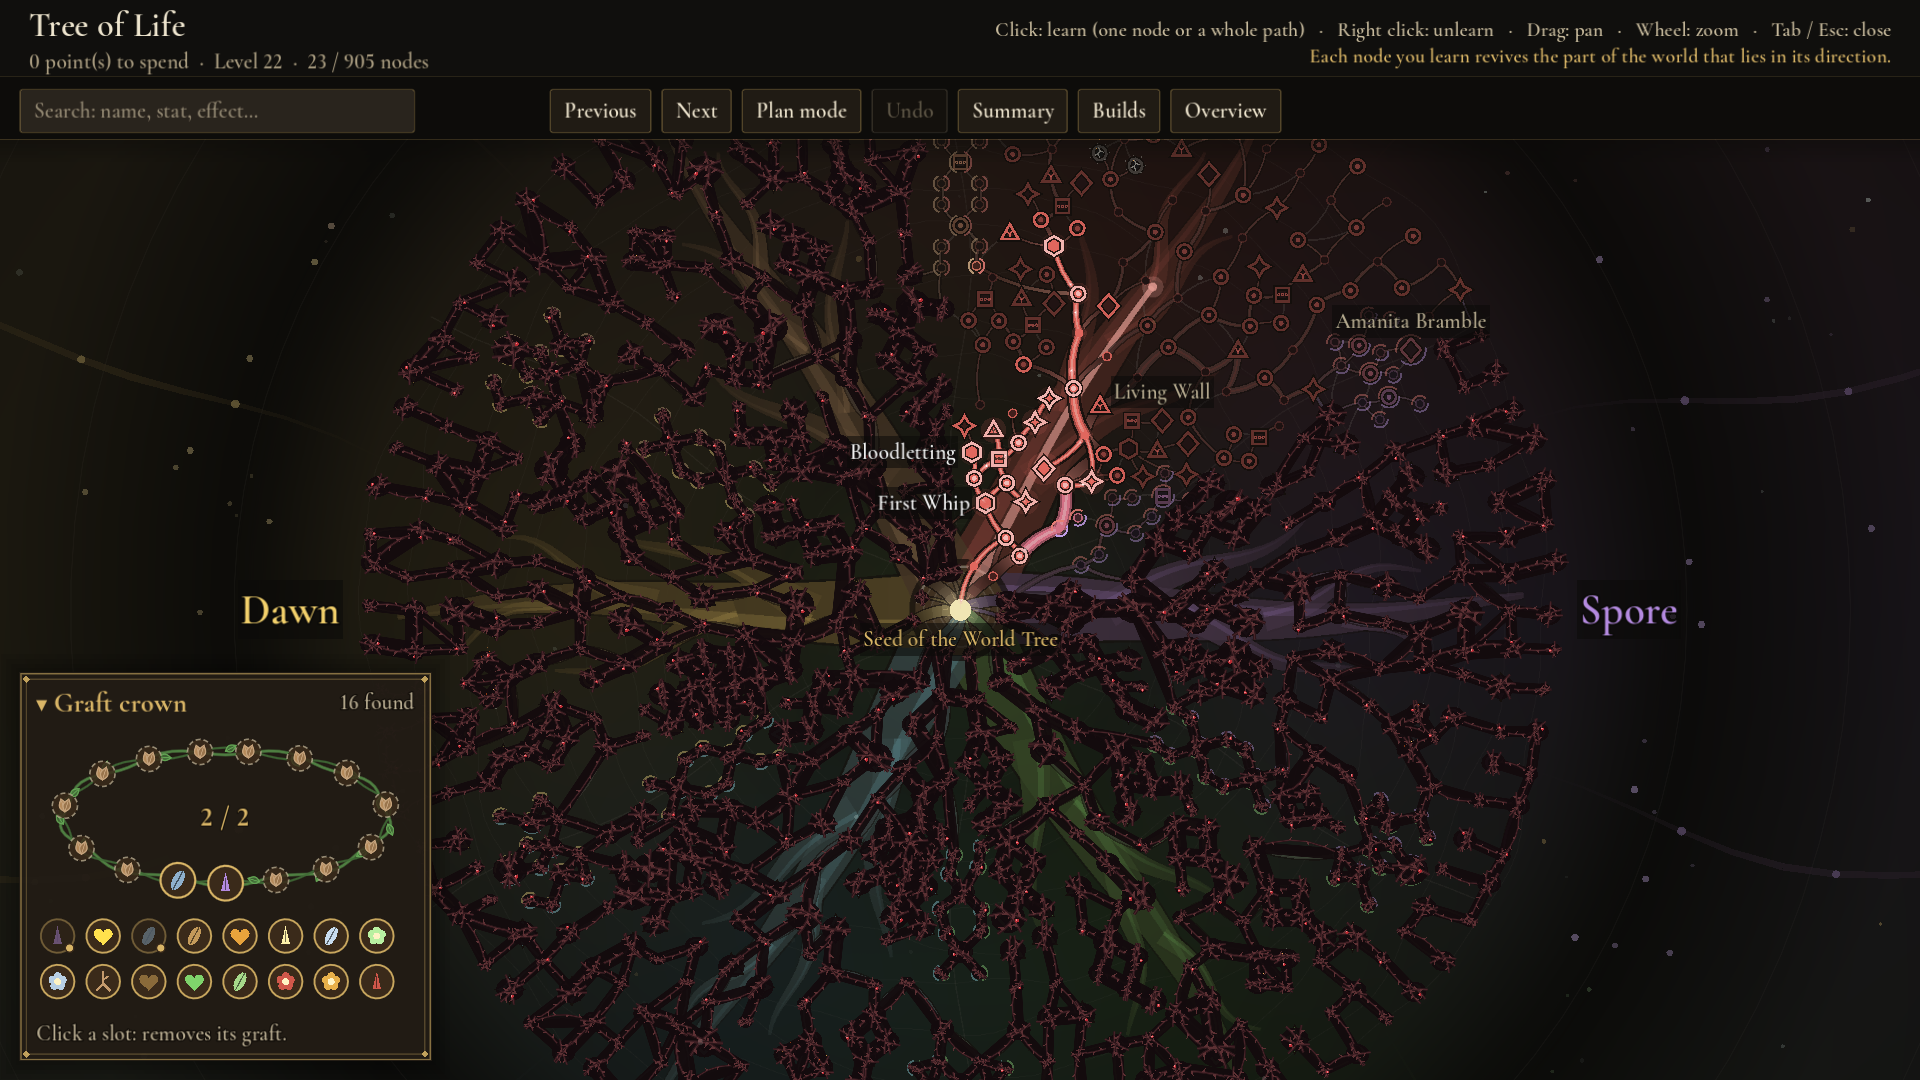 Tree of Life
0 point(s) to spend · Level 22 · 23 / 905 nodes
Click: learn (one node or a whole path) · Right click: unlearn · Drag: pan · Wheel: zoom · Tab / Esc: close
Each node you learn revives the part of the world that lies in its direction.
Search: name, stat, effect...
Previous
Next
Plan mode
Undo
Summary
Builds
Overview
Amanita Bramble
Living Wall
Bloodletting
First Whip
Dawn
Spore
Seed of the World Tree
▾ Graft crown
16 found
2 / 2
Click a slot: removes its graft.